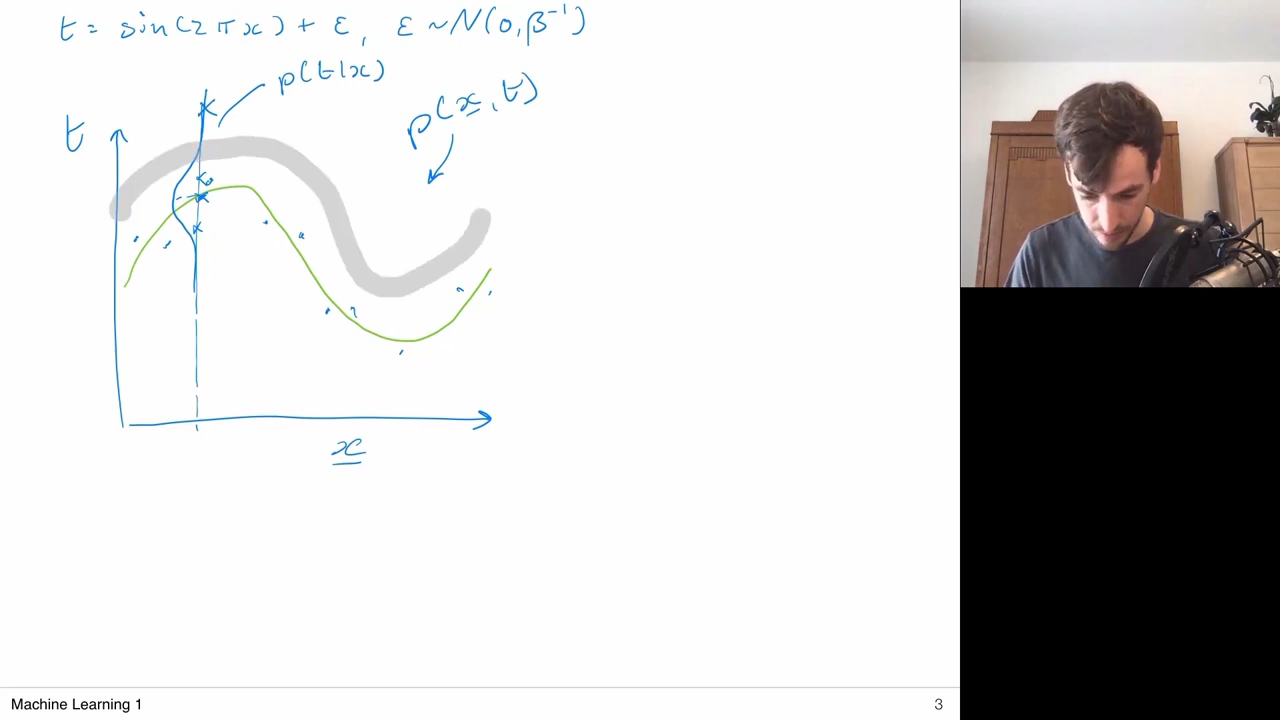 t = sin(2πx) + ε, ε ~ N(0, β⁻¹)
p(t|x)
p(x, t)
t
x
Machine Learning 1
3